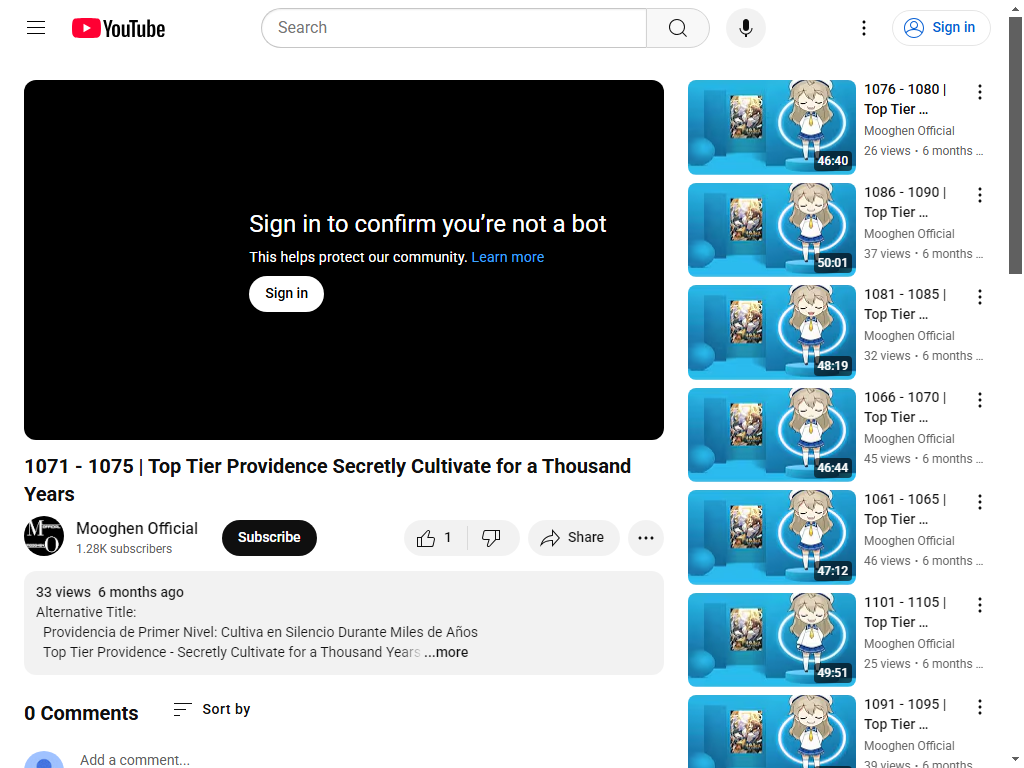 YouTube
Search
Sign in
Sign in to confirm you’re not a bot
This helps protect our community. Learn more
Sign in
1071 - 1075 | Top Tier Providence Secretly Cultivate for a Thousand
Years
Mooghen Official
1.28K subscribers
Subscribe
1
Share
33 views 6 months ago
Alternative Title:
Providencia de Primer Nivel: Cultiva en Silencio Durante Miles de Años
Top Tier Providence - Secretly Cultivate for a Thousand Years ...more
0 Comments
Sort by
Add a comment...
46:40
1076 - 1080 |
Top Tier ...
Mooghen Official
26 views • 6 months ...
50:01
1086 - 1090 |
Top Tier ...
Mooghen Official
37 views • 6 months ...
48:19
1081 - 1085 |
Top Tier ...
Mooghen Official
32 views • 6 months ...
46:44
1066 - 1070 |
Top Tier ...
Mooghen Official
45 views • 6 months ...
47:12
1061 - 1065 |
Top Tier ...
Mooghen Official
46 views • 6 months ...
49:51
1101 - 1105 |
Top Tier ...
Mooghen Official
25 views • 6 months ...
1091 - 1095 |
Top Tier ...
Mooghen Official
39 views • 6 months ...